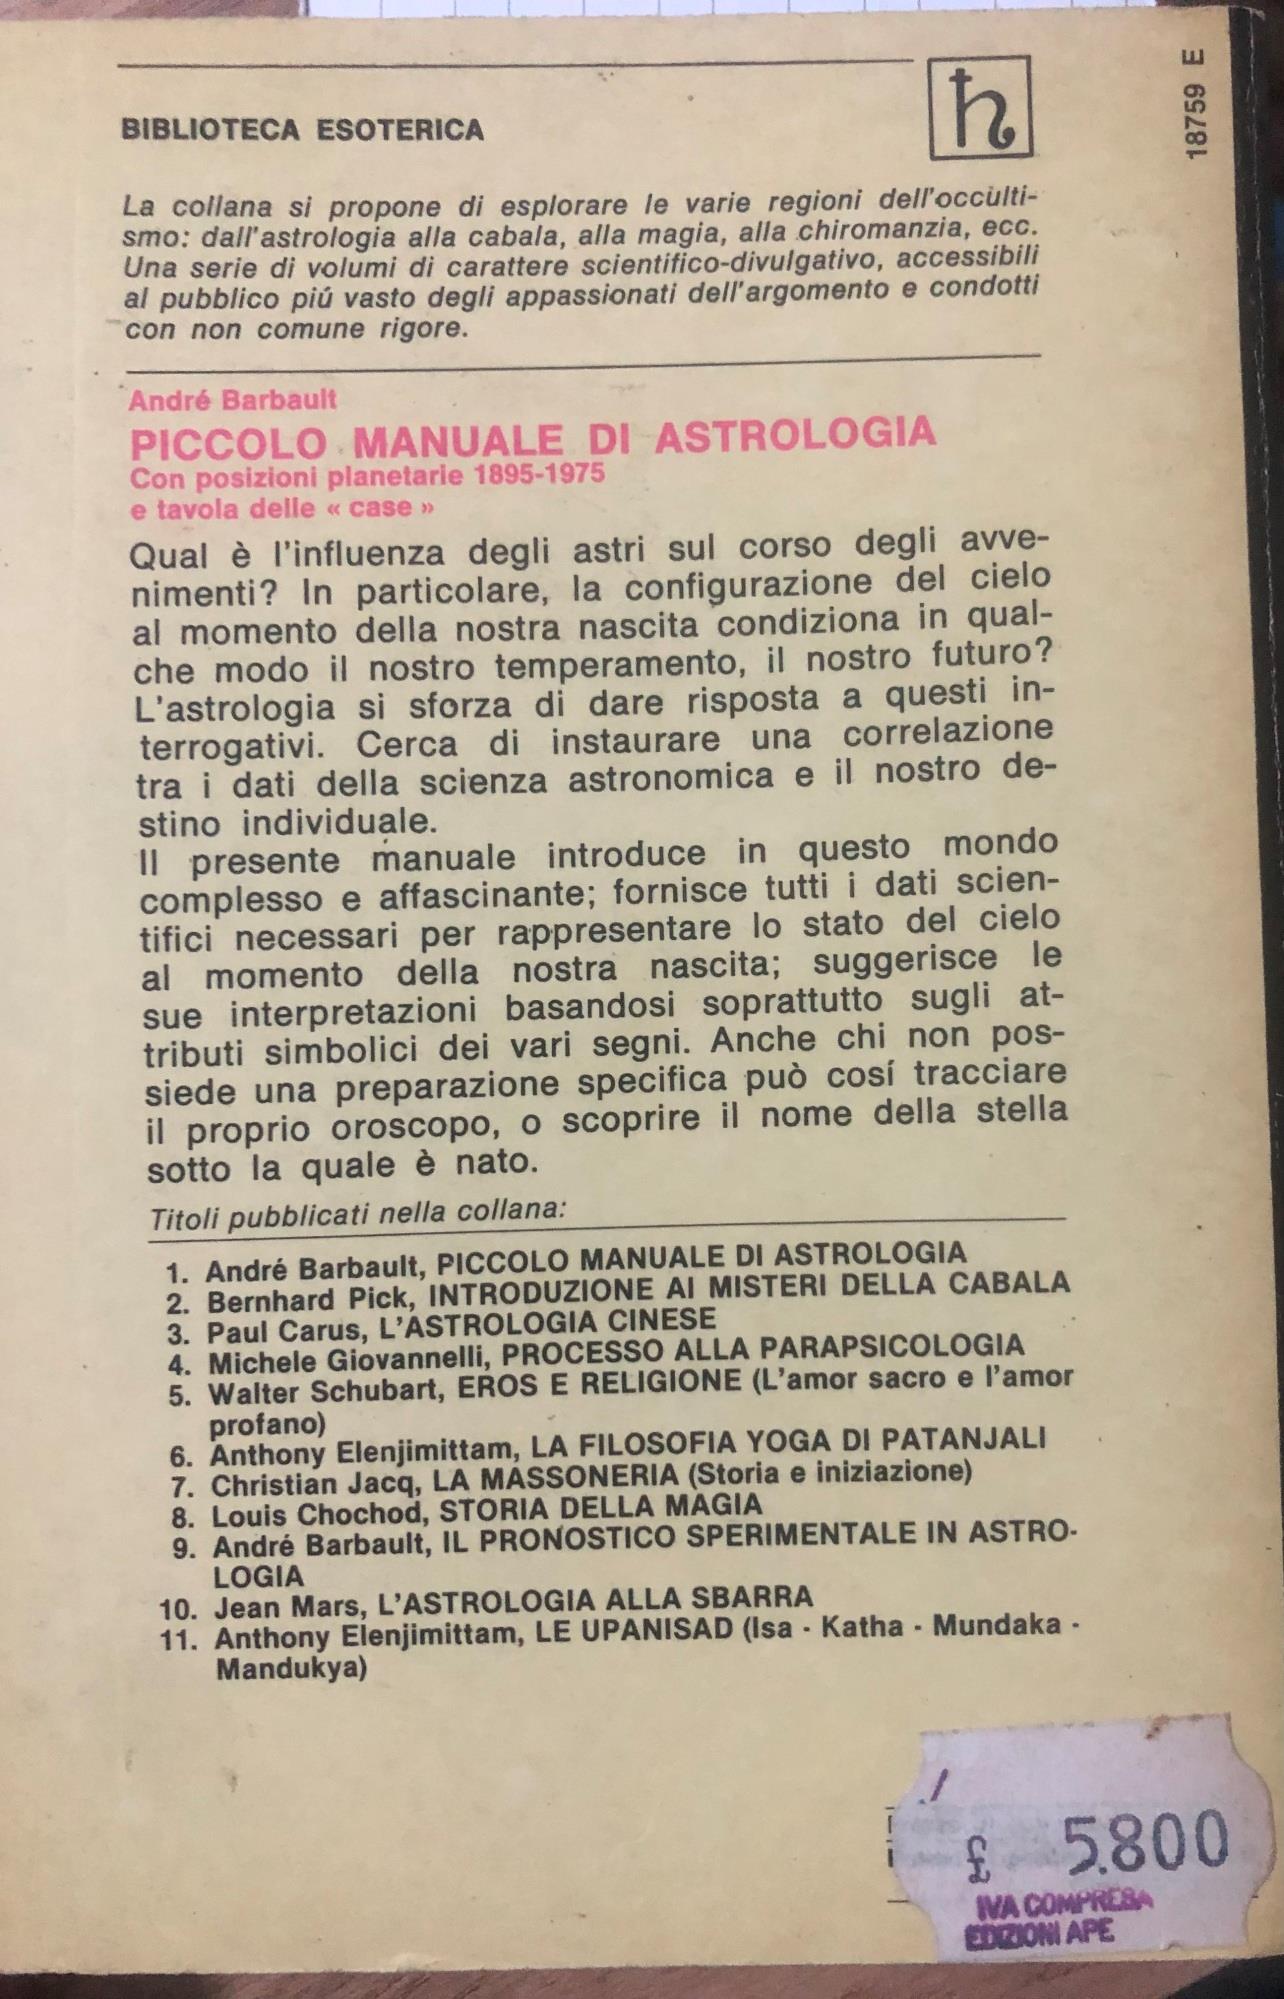 18759 E
BIBLIOTECA ESOTERICA
La collana si propone di esplorare le varie regioni dell'occulti-
smo: dall'astrologia alla cabala, alla magia, alla chiromanzia, ecc.
Una serie di volumi di carattere scientifico-divulgativo, accessibili
al pubblico piú vasto degli appassionati dell'argomento e condotti
con non comune rigore.
André Barbault
PICCOLO MANUALE DI ASTROLOGIA
Con posizioni planetarie 1895-1975
e tavola delle « case »
Qual è l'influenza degli astri sul corso degli avve-
nimenti? In particolare, la configurazione del cielo
al momento della nostra nascita condiziona in qual-
che modo il nostro temperamento, il nostro futuro?
L'astrologia si sforza di dare risposta a questi in-
terrogativi. Cerca di instaurare una correlazione
tra i dati della scienza astronomica e il nostro de-
stino individuale.
Il presente manuale introduce in questo mondo
complesso e affascinante; fornisce tutti i dati scien-
tifici necessari per rappresentare lo stato del cielo
al momento della nostra nascita; suggerisce le
sue interpretazioni basandosi soprattutto sugli at-
tributi simbolici dei vari segni. Anche chi non pos-
siede una preparazione specifica può cosí tracciare
il proprio oroscopo, o scoprire il nome della stella
sotto la quale è nato.
Titoli pubblicati nella collana:
1. André Barbault, PICCOLO MANUALE DI ASTROLOGIA
2. Bernhard Pick, INTRODUZIONE AI MISTERI DELLA CABALA
3. Paul Carus, L'ASTROLOGIA CINESE
4. Michele Giovannelli, PROCESSO ALLA PARAPSICOLOGIA
5. Walter Schubart, EROS E RELIGIONE (L'amor sacro e l'amor
profano)
6. Anthony Elenjimittam, LA FILOSOFIA YOGA DI PATANJALI
7. Christian Jacq, LA MASSONERIA (Storia e iniziazione)
8. Louis Chochod, STORIA DELLA MAGIA
9. André Barbault, IL PRONOSTICO SPERIMENTALE IN ASTRO-
LOGIA
10. Jean Mars, L'ASTROLOGIA ALLA SBARRA
11. Anthony Elenjimittam, LE UPANISAD (Isa - Katha - Mundaka -
Mandukya)
£ 5.800
IVA COMPRESA
EDIZIONI APE